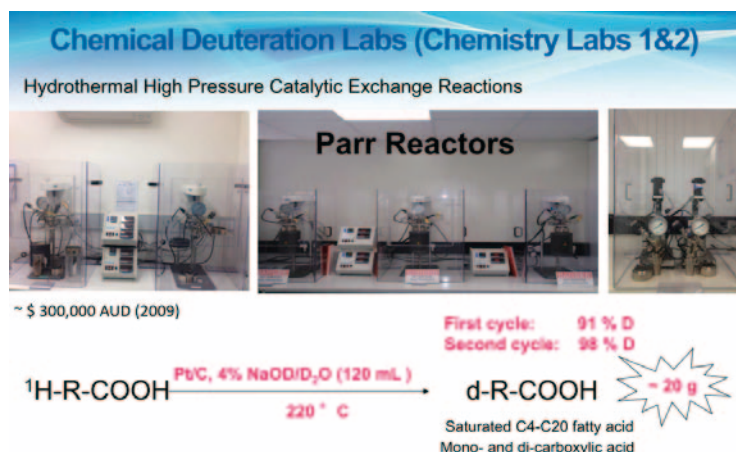 Chemical Deuteration Labs (Chemistry Labs 1&2)
Hydrothermal High Pressure Catalytic Exchange Reactions
Parr Reactors
~ $ 300,000 AUD (2009)
First cycle: 91 % D
Second cycle: 98 % D
Pt/C, 4% NaOD/D₂O (120 mL )
¹H-R-COOH
d-R-COOH
~ 20 g
220 ° C
Saturated C4-C20 fatty acid
Mono- and di-carboxylic acid